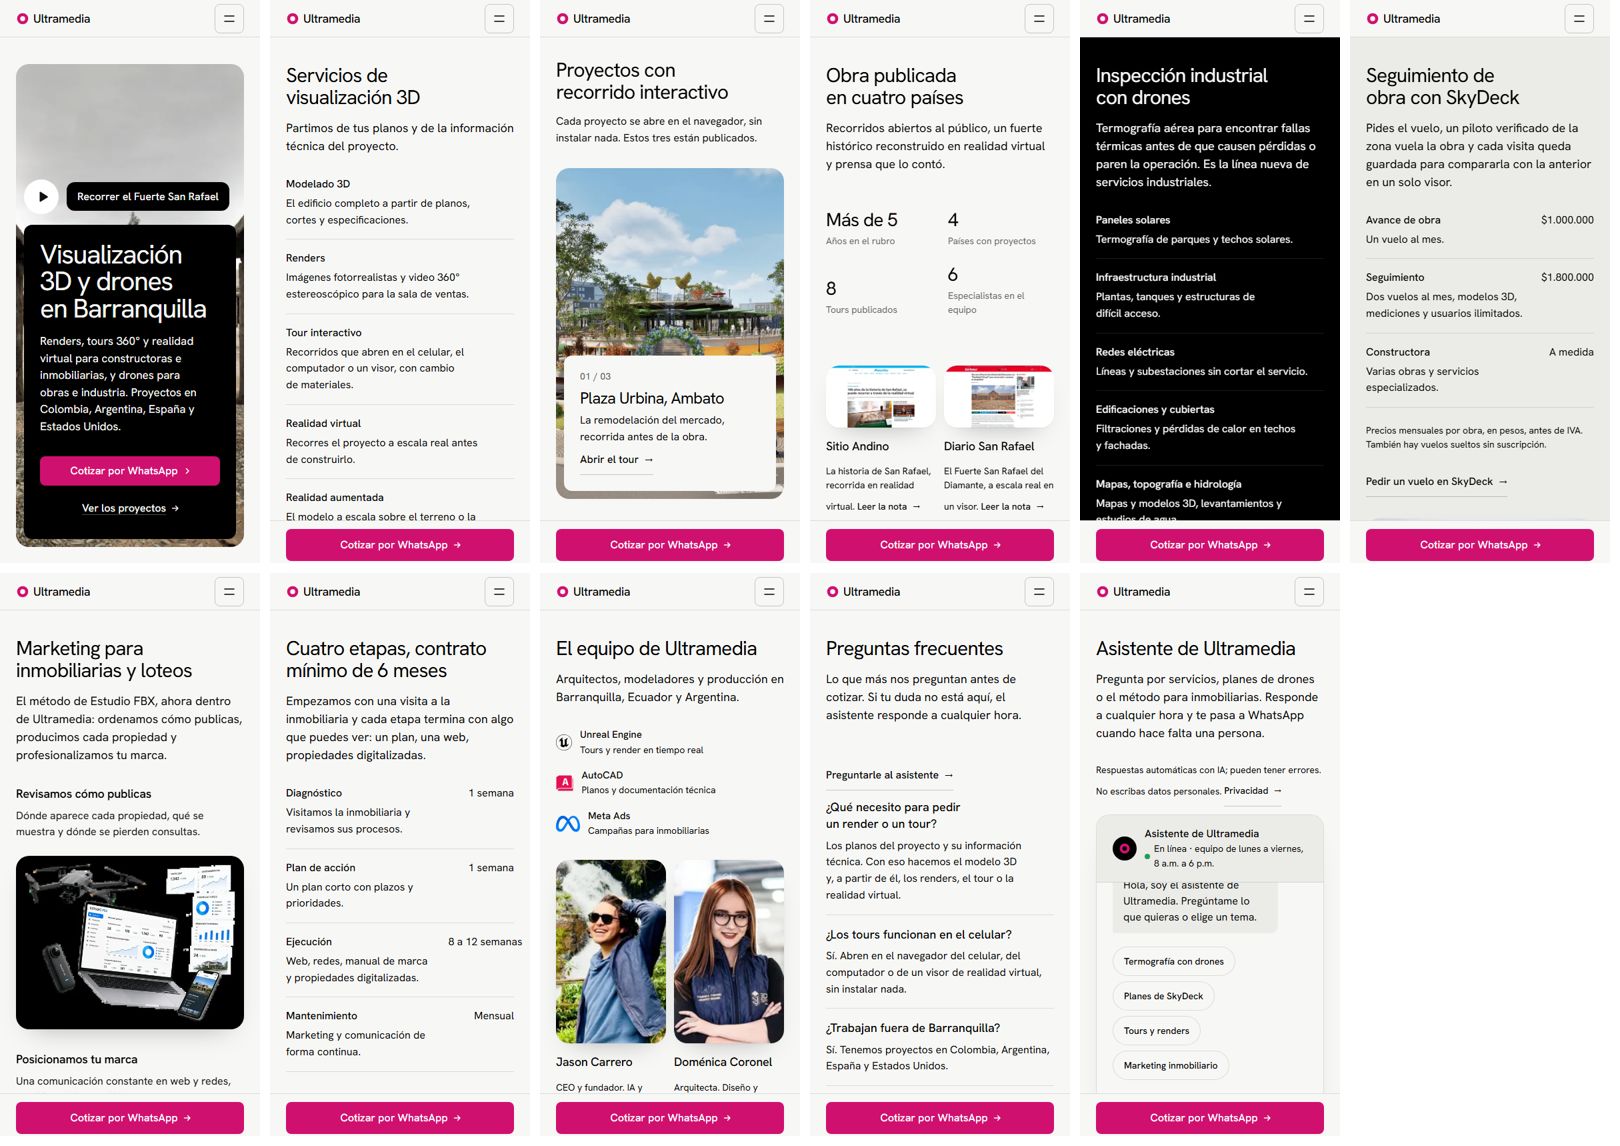 Ultramedia
Recorrer el Fuerte San Rafael
Visualización
3D y drones
en Barranquilla
Renders, tours 360° y realidad
virtual para constructoras e
inmobiliarias, y drones para
obras e industria. Proyectos en
Colombia, Argentina, España y
Estados Unidos.
Cotizar por WhatsApp >
Ver los proyectos →
Ultramedia
Servicios de
visualización 3D
Partimos de tus planos y de la información
técnica del proyecto.
Modelado 3D
El edificio completo a partir de planos,
cortes y especificaciones.
Renders
Imágenes fotorrealistas y video 360°
estereoscópico para la sala de ventas.
Tour interactivo
Recorridos que abren en el celular, el
computador o un visor, con cambio
de materiales.
Realidad virtual
Recorres el proyecto a escala real antes
de construirlo.
Realidad aumentada
El modelo a escala sobre el terreno o la
Cotizar por WhatsApp →
Ultramedia
Proyectos con
recorrido interactivo
Cada proyecto se abre en el navegador, sin
instalar nada. Estos tres están publicados.
01 / 03
Plaza Urbina, Ambato
La remodelación del mercado,
recorrida antes de la obra.
Abrir el tour →
Cotizar por WhatsApp →
Ultramedia
Obra publicada
en cuatro países
Recorridos abiertos al público, un fuerte
histórico reconstruido en realidad virtual
y prensa que lo contó.
Más de 5
Años en el rubro
4
Países con proyectos
8
Tours publicados
6
Especialistas en el
equipo
Sitio Andino
La historia de San Rafael,
recorrida en realidad
virtual. Leer la nota →
Diario San Rafael
El Fuerte San Rafael del
Diamante, a escala real en
un visor. Leer la nota →
Cotizar por WhatsApp →
Ultramedia
Inspección industrial
con drones
Termografía aérea para encontrar fallas
térmicas antes de que causen pérdidas o
paren la operación. Es la línea nueva de
servicios industriales.
Paneles solares
Termografía de parques y techos solares.
Infraestructura industrial
Plantas, tanques y estructuras de
difícil acceso.
Redes eléctricas
Líneas y subestaciones sin cortar el servicio.
Edificaciones y cubiertas
Filtraciones y pérdidas de calor en techos
y fachadas.
Mapas, topografía e hidrología
Mapas y modelos 3D, levantamientos y
estudios de agua.
Cotizar por WhatsApp →
Ultramedia
Seguimiento de
obra con SkyDeck
Pides el vuelo, un piloto verificado de la
zona vuela la obra y cada visita queda
guardada para compararla con la anterior
en un solo visor.
Avance de obra $1.000.000
Un vuelo al mes.
Seguimiento $1.800.000
Dos vuelos al mes, modelos 3D,
mediciones y usuarios ilimitados.
Constructora A medida
Varias obras y servicios
especializados.
Precios mensuales por obra, en pesos, antes de IVA.
También hay vuelos sueltos sin suscripción.
Pedir un vuelo en SkyDeck →
Cotizar por WhatsApp →
Ultramedia
Marketing para
inmobiliarias y loteos
El método de Estudio FBX, ahora dentro
de Ultramedia: ordenamos cómo publicas,
producimos cada propiedad y
profesionalizamos tu marca.
Revisamos cómo publicas
Dónde aparece cada propiedad, qué se
muestra y dónde se pierden consultas.
Posicionamos tu marca
Una comunicación constante en web y redes,
Cotizar por WhatsApp →
Ultramedia
Cuatro etapas, contrato
mínimo de 6 meses
Empezamos con una visita a la
inmobiliaria y cada etapa termina con algo
que puedes ver: un plan, una web,
propiedades digitalizadas.
Diagnóstico 1 semana
Visitamos la inmobiliaria y
revisamos sus procesos.
Plan de acción 1 semana
Un plan corto con plazos y
prioridades.
Ejecución 8 a 12 semanas
Web, redes, manual de marca
y propiedades digitalizadas.
Mantenimiento Mensual
Marketing y comunicación de
forma continua.
Cotizar por WhatsApp →
Ultramedia
El equipo de Ultramedia
Arquitectos, modeladores y producción en
Barranquilla, Ecuador y Argentina.
Unreal Engine
Tours y render en tiempo real
AutoCAD
Planos y documentación técnica
Meta Ads
Campañas para inmobiliarias
Jason Carrero
CEO y fundador. IA y
Doménica Coronel
Arquitecta. Diseño y
Cotizar por WhatsApp →
Ultramedia
Preguntas frecuentes
Lo que más nos preguntan antes de
cotizar. Si tu duda no está aquí, el
asistente responde a cualquier hora.
Preguntarle al asistente →
¿Qué necesito para pedir
un render o un tour?
Los planos del proyecto y su información
técnica. Con eso hacemos el modelo 3D
y, a partir de él, los renders, el tour o la
realidad virtual.
¿Los tours funcionan en el celular?
Sí. Abren en el navegador del celular, del
computador o de un visor de realidad virtual,
sin instalar nada.
¿Trabajan fuera de Barranquilla?
Sí. Tenemos proyectos en Colombia, Argentina,
España y Estados Unidos.
Cotizar por WhatsApp →
Ultramedia
Asistente de Ultramedia
Pregunta por servicios, planes de drones
o el método para inmobiliarias. Responde
a cualquier hora y te pasa a WhatsApp
cuando hace falta una persona.
Respuestas automáticas con IA; pueden tener errores.
No escribas datos personales. Privacidad →
Asistente de Ultramedia
En línea · equipo de lunes a viernes,
8 a.m. a 6 p.m.
Hola, soy el asistente de
Ultramedia. Pregúntame lo
que quieras o elige un tema.
Termografía con drones
Planes de SkyDeck
Tours y renders
Marketing inmobiliario
Cotizar por WhatsApp →